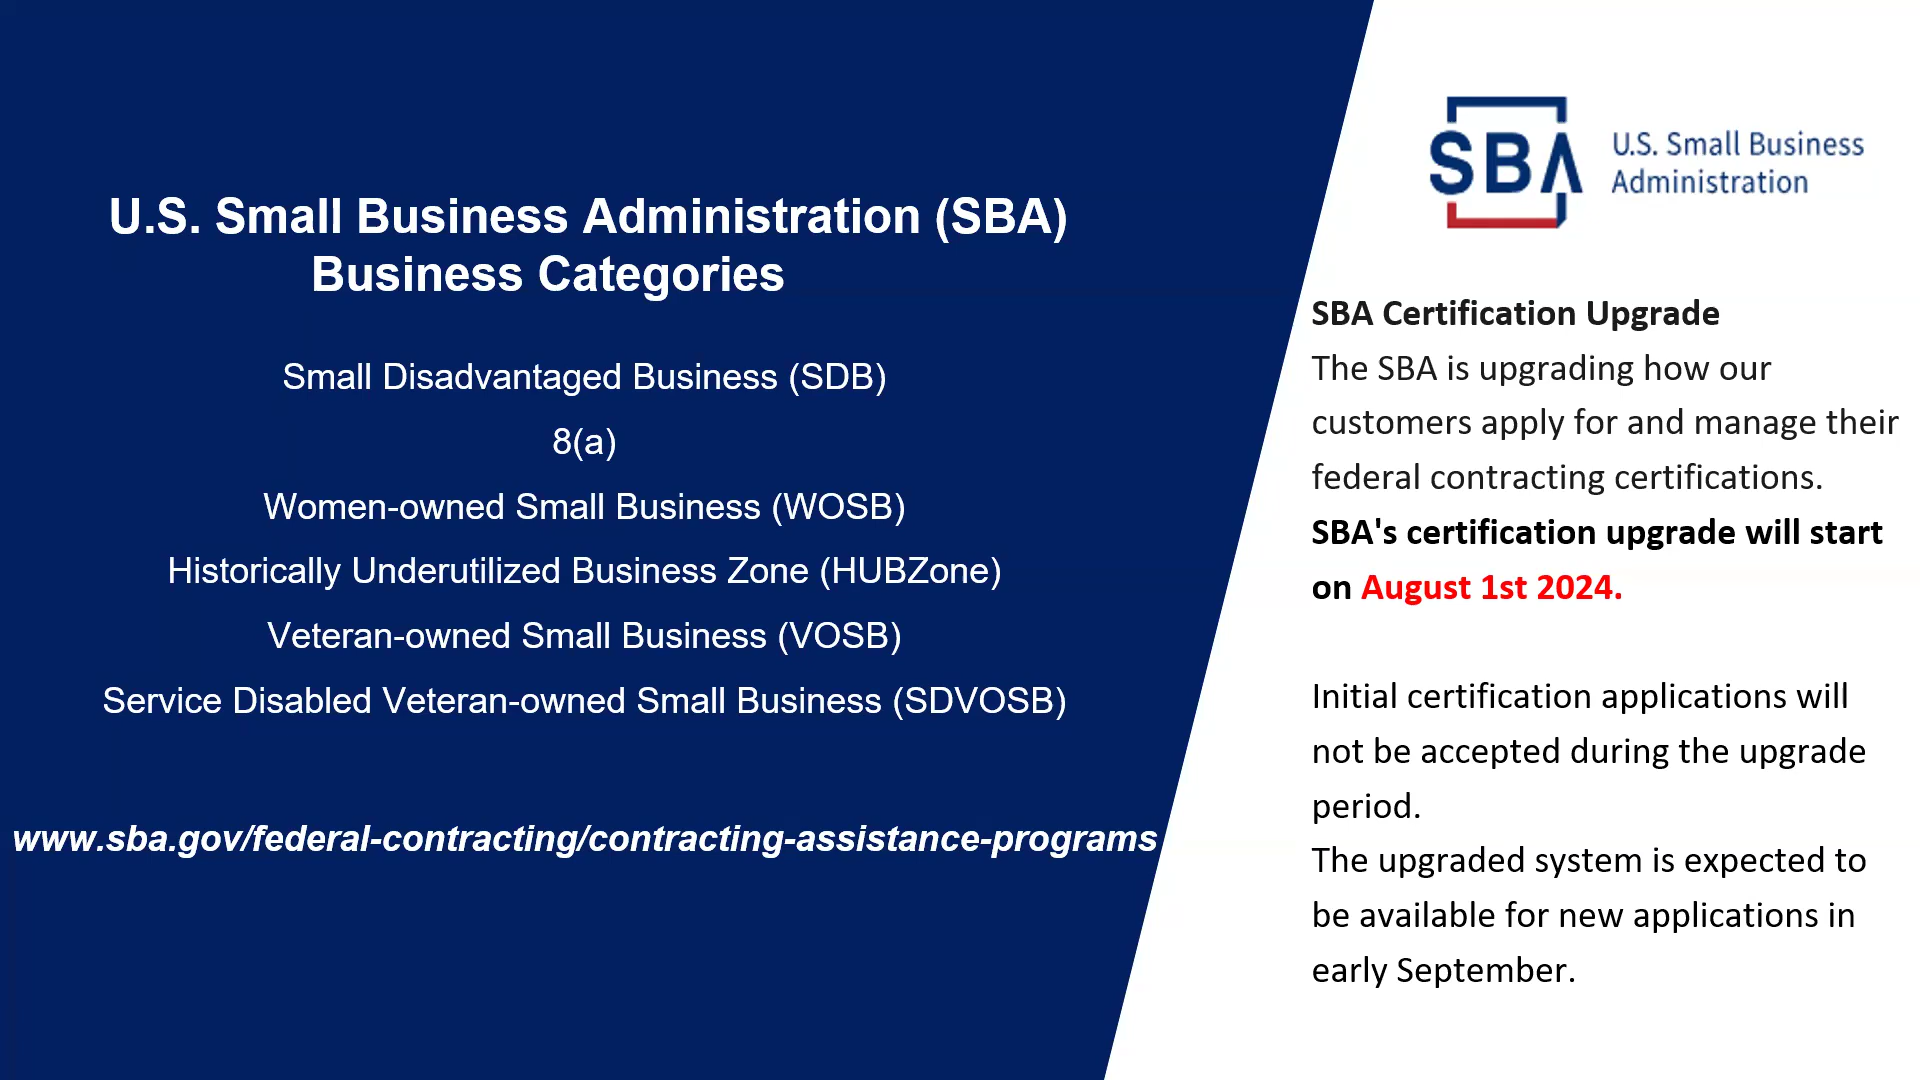 U.S. Small Business Administration (SBA)
Business Categories
Small Disadvantaged Business (SDB)
8(a)
Women-owned Small Business (WOSB)
Historically Underutilized Business Zone (HUBZone)
Veteran-owned Small Business (VOSB)
Service Disabled Veteran-owned Small Business (SDVOSB)
www.sba.gov/federal-contracting/contracting-assistance-programs
SBA
U.S. Small Business
Administration
SBA Certification Upgrade
The SBA is upgrading how our
customers apply for and manage their
federal contracting certifications.
SBA's certification upgrade will start
on August 1st 2024.
Initial certification applications will
not be accepted during the upgrade
period.
The upgraded system is expected to
be available for new applications in
early September.